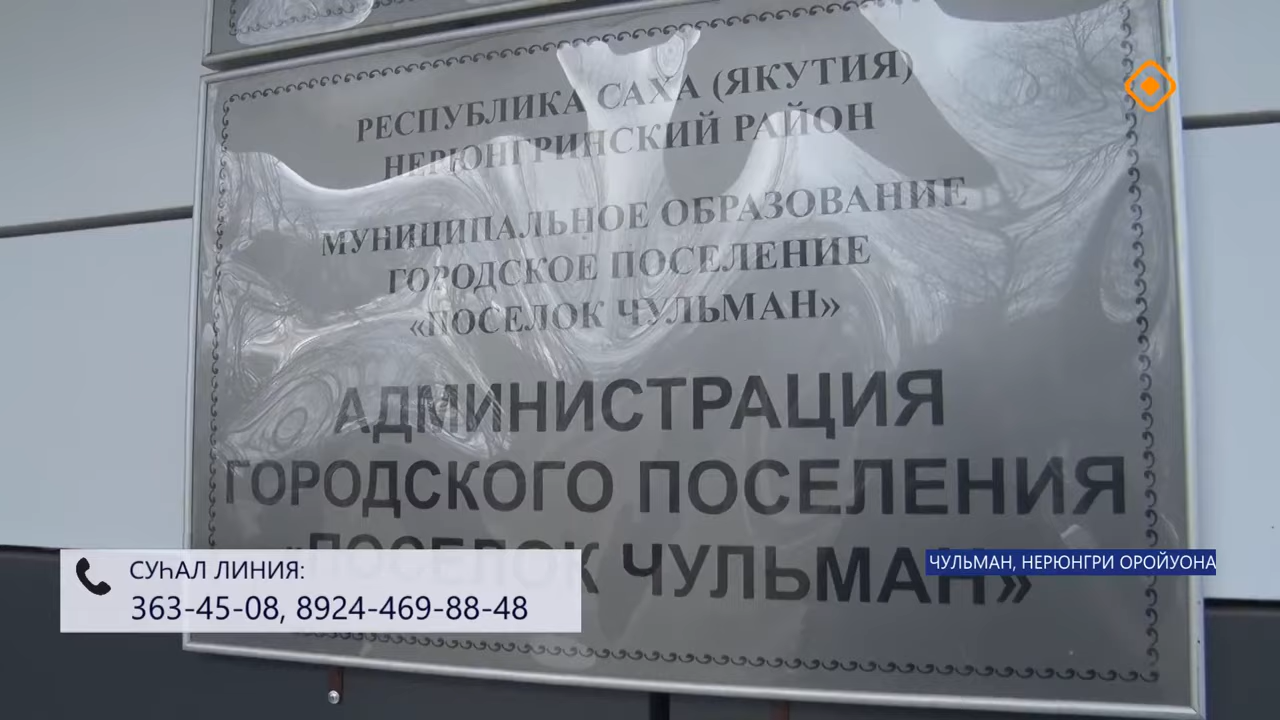 РЕСПУБЛИКА САХА (ЯКУТИЯ)
НЕРЮНГРИНСКИЙ РАЙОН
МУНИЦИПАЛЬНОЕ ОБРАЗОВАНИЕ
ГОРОДСКОЕ ПОСЕЛЕНИЕ
«ПОСЕЛОК ЧУЛЬМАН»
АДМИНИСТРАЦИЯ
ГОРОДСКОГО ПОСЕЛЕНИЯ
«ПОСЕЛОК ЧУЛЬМАН»
ЧУЛЬМАН, НЕРЮНГРИ ОРОЙУОНА
СУҺАЛ ЛИНИЯ:
363-45-08, 8924-469-88-48